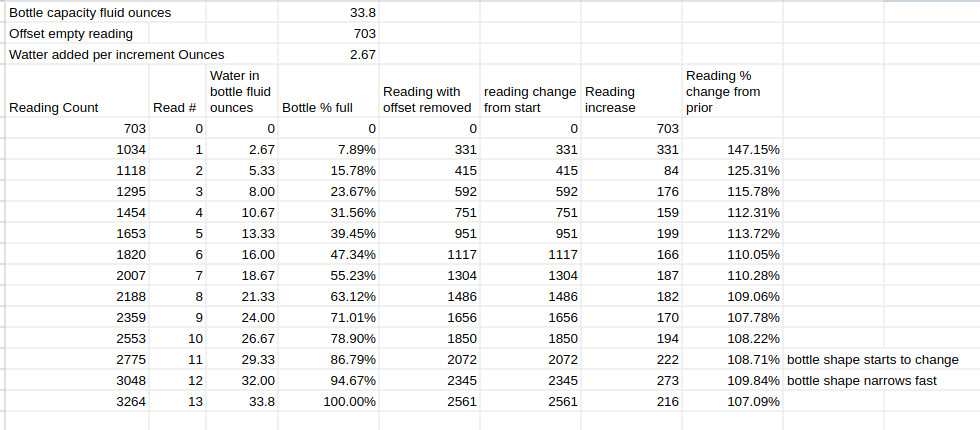 Bottle capacity fluid ounces 33.8
Offset empty reading 703
Watter added per increment Ounces 2.67
Reading Count Read # Water in bottle fluid ounces Bottle % full Reading with offset removed reading change from start Reading increase Reading % change from prior
703 0 0 0 0 0 703
1034 1 2.67 7.89% 331 331 331 147.15%
1118 2 5.33 15.78% 415 415 84 125.31%
1295 3 8.00 23.67% 592 592 176 115.78%
1454 4 10.67 31.56% 751 751 159 112.31%
1653 5 13.33 39.45% 951 951 199 113.72%
1820 6 16.00 47.34% 1117 1117 166 110.05%
2007 7 18.67 55.23% 1304 1304 187 110.28%
2188 8 21.33 63.12% 1486 1486 182 109.06%
2359 9 24.00 71.01% 1656 1656 170 107.78%
2553 10 26.67 78.90% 1850 1850 194 108.22%
2775 11 29.33 86.79% 2072 2072 222 108.71% bottle shape starts to change
3048 12 32.00 94.67% 2345 2345 273 109.84% bottle shape narrows fast
3264 13 33.8 100.00% 2561 2561 216 107.09%